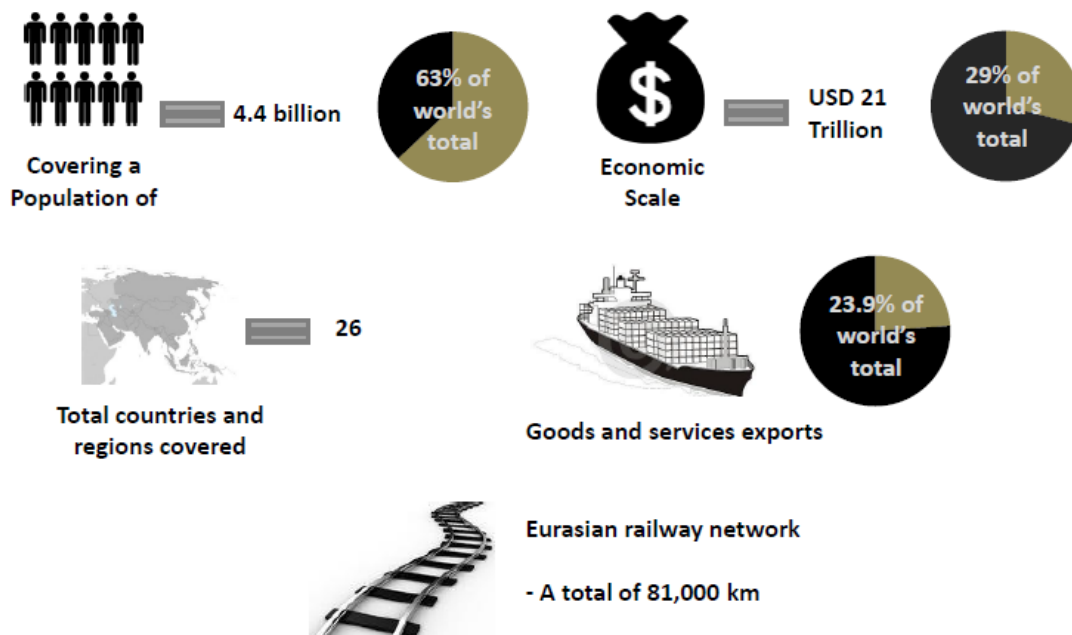 4.4 billion
63% of
world's
total
Covering a
Population of
$
USD 21
Trillion
29% of
world's
total
Economic
Scale
26
Total countries and
regions covered
23.9% of
world's
total
Goods and services exports
Eurasian railway network
- A total of 81,000 km